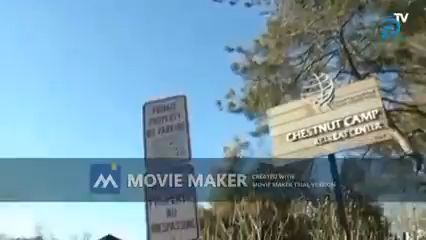 TV
PRIVATE
PROPERTY
NO PARKING
CHESTNUT CAMP
RETREAT CENTER
MOVIE MAKER
CREATED WITH
MOVIE MAKER TRIAL VERSION
PROPERTY
NO
TRESPASSING